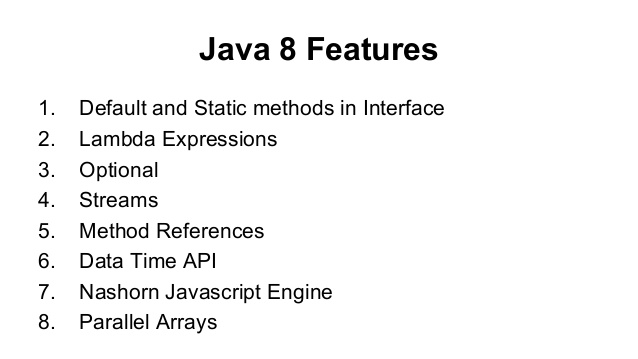 Java 8 Features
1. Default and Static methods in Interface
2. Lambda Expressions
3. Optional
4. Streams
5. Method References
6. Data Time API
7. Nashorn Javascript Engine
8. Parallel Arrays